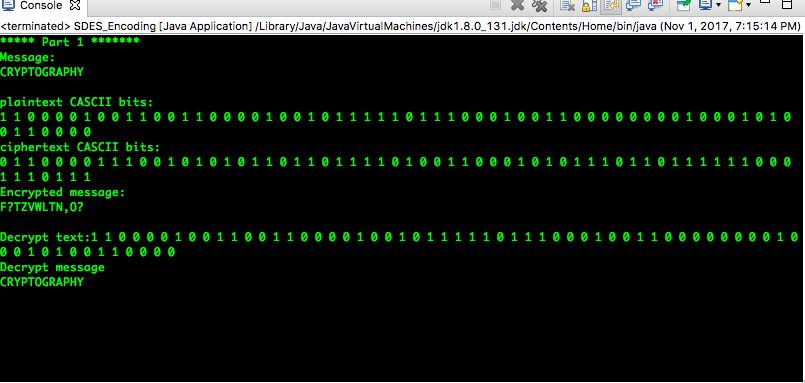 Console
<terminated> SDES_Encoding [Java Application] /Library/Java/JavaVirtualMachines/jdk1.8.0_131.jdk/Contents/Home/bin/java (Nov 1, 2017, 7:15:14 PM)
***** Part 1 *******
Message:
CRYPTOGRAPHY
plaintext CASCII bits:
1 1 0 0 0 0 1 0 0 1 1 0 0 1 1 0 0 0 0 1 0 0 1 0 1 1 1 1 1 0 1 1 1 0 0 0 1 0 0 1 1 0 0 0 0 0 0 0 0 1 0 0 0 1 0 1 0
0 1 1 0 0 0 0
ciphertext CASCII bits:
0 1 1 0 0 0 0 1 1 1 0 0 1 0 1 0 1 0 1 1 0 1 1 0 1 1 1 1 0 1 0 0 1 1 0 0 0 1 0 1 0 1 1 1 0 1 1 0 1 1 1 1 1 1 0 0 0
1 1 1 0 1 1 1
Encrypted message:
F?TZVWLTN,O?
Decrypt text:1 1 0 0 0 0 1 0 0 1 1 0 0 1 1 0 0 0 0 1 0 0 1 0 1 1 1 1 1 0 1 1 1 0 0 0 1 0 0 1 1 0 0 0 0 0 0 0 0 1 0
0 0 1 0 1 0 0 1 1 0 0 0 0
Decrypt message
CRYPTOGRAPHY